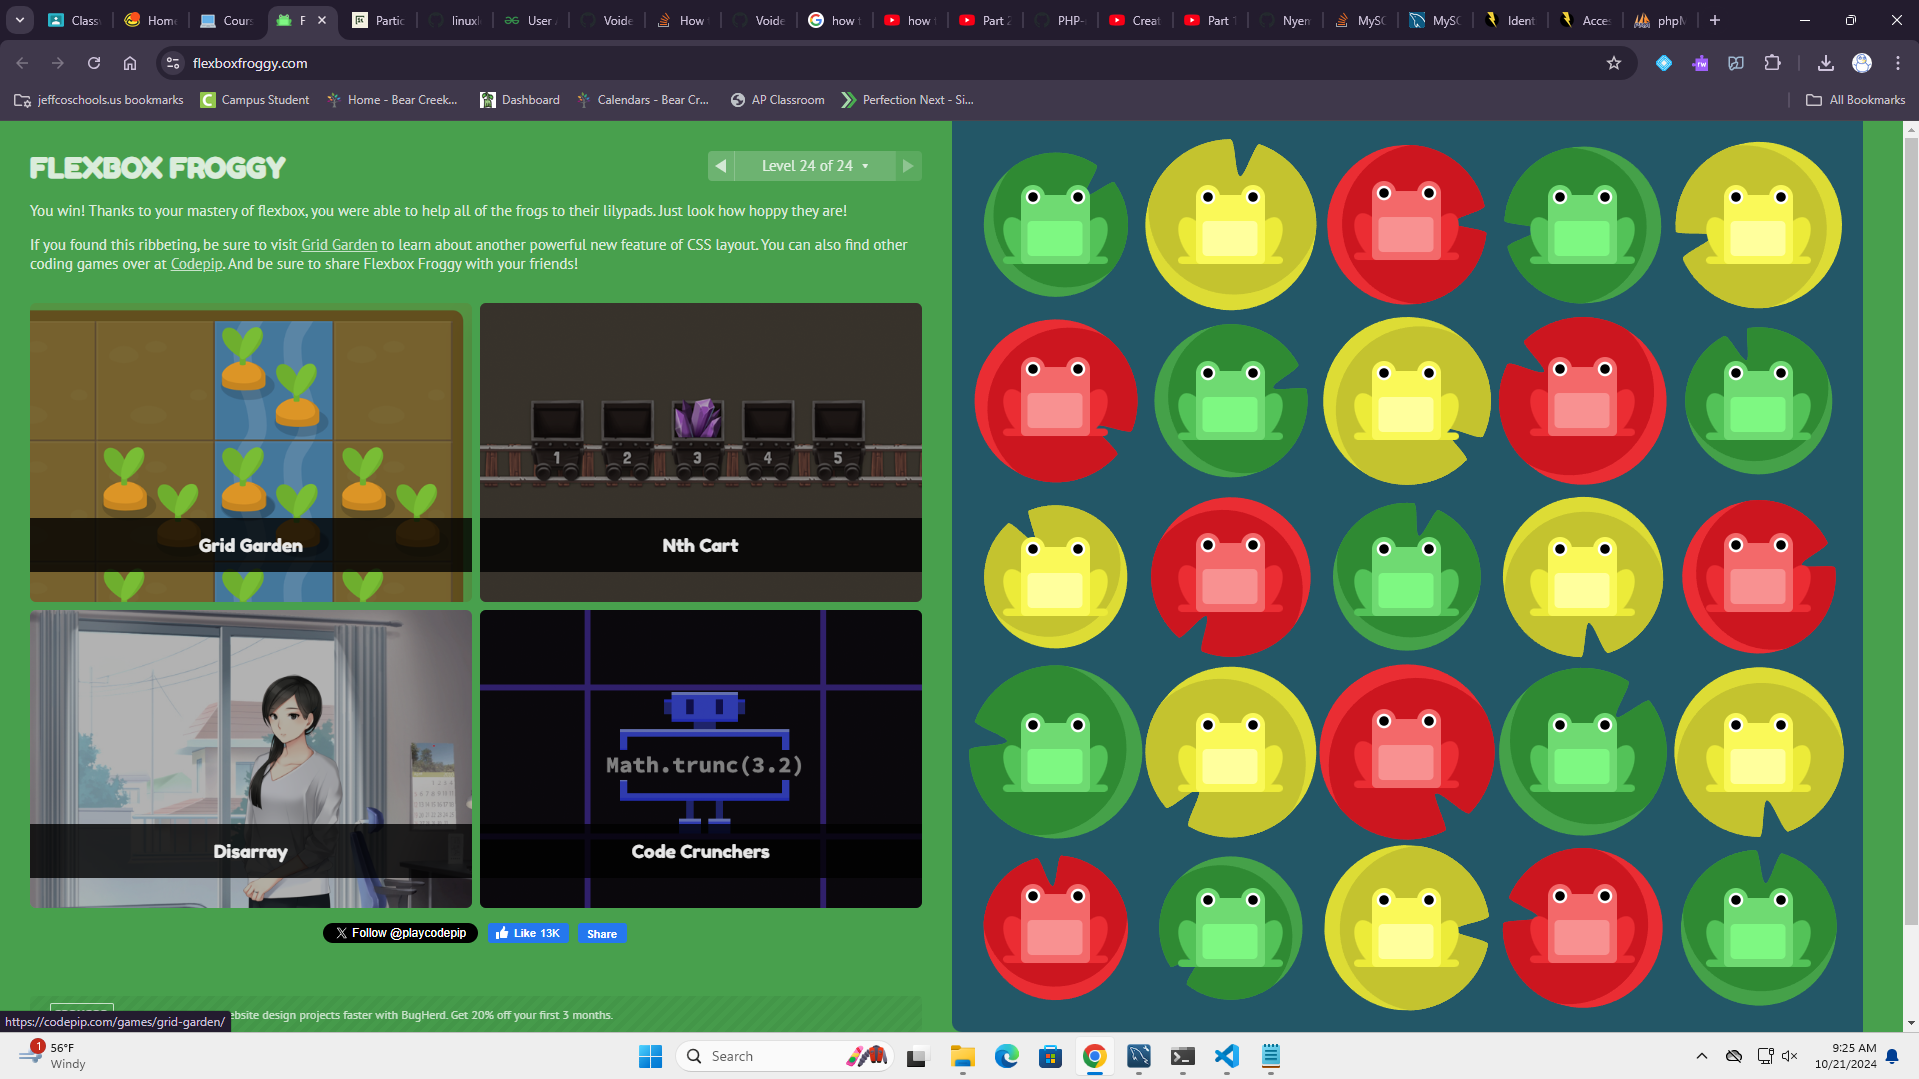 Class
Home
Cours
F
Partic
linuxl
User
Voide
How
Voide
how t
how
Part 2
PHP-
Creat
Part 1
Nyen
MySQ
MySQ
Ident
Acces
phpM
flexboxfroggy.com
jeffcoschools.us bookmarks
Campus Student
Home - Bear Creek...
Dashboard
Calendars - Bear Cr...
AP Classroom
Perfection Next - Si...
All Bookmarks
FLEXBOX FROGGY
Level 24 of 24
You win! Thanks to your mastery of flexbox, you were able to help all of the frogs to their lilypads. Just look how hoppy they are!
If you found this ribbeting, be sure to visit Grid Garden to learn about another powerful new feature of CSS layout. You can also find other
coding games over at Codepip. And be sure to share Flexbox Froggy with your friends!
1 2 3 4 5
Grid Garden
Nth Cart
Math.trunc(3.2)
Disarray
Code Crunchers
Follow @playcodepip
Like 13K
Share
ebsite design projects faster with BugHerd. Get 20% off your first 3 months.
https://codepip.com/games/grid-garden/
1
56°F
Windy
Search
9:25 AM
10/21/2024